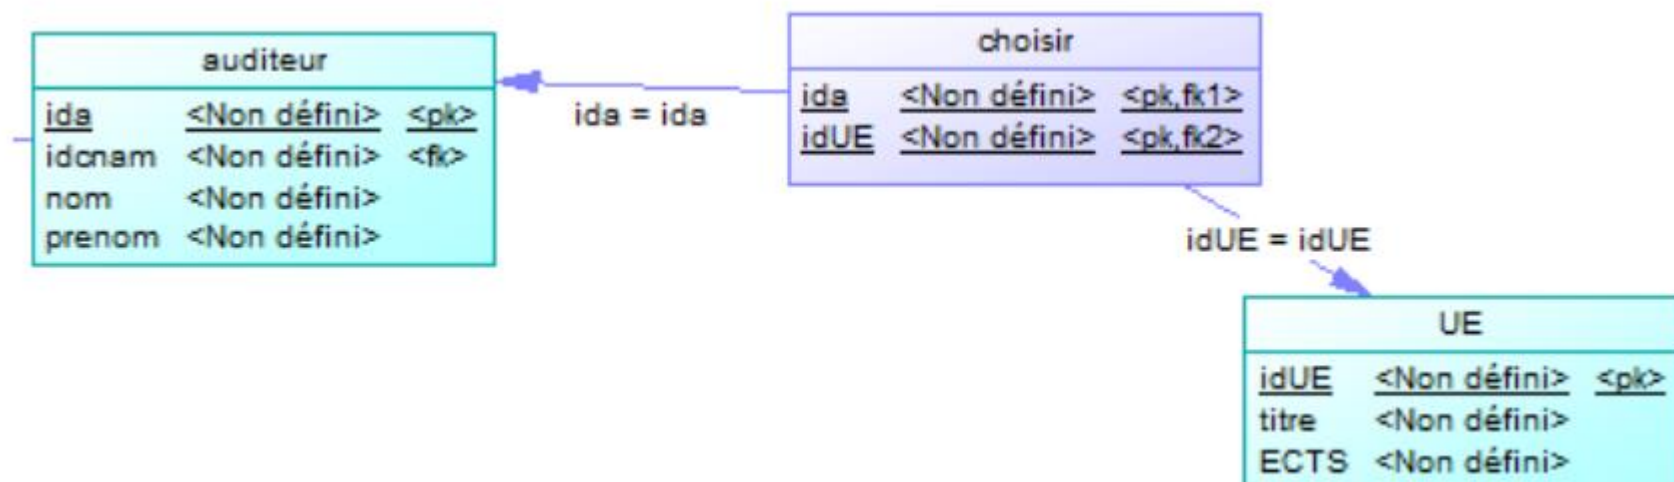 auditeur
ida <Non défini> <pk>
idcnam <Non défini> <fk>
nom <Non défini>
prenom <Non défini>
ida = ida
choisir
ida <Non défini> <pk,fk1>
idUE <Non défini> <pk,fk2>
idUE = idUE
UE
idUE <Non défini> <pk>
titre <Non défini>
ECTS <Non défini>